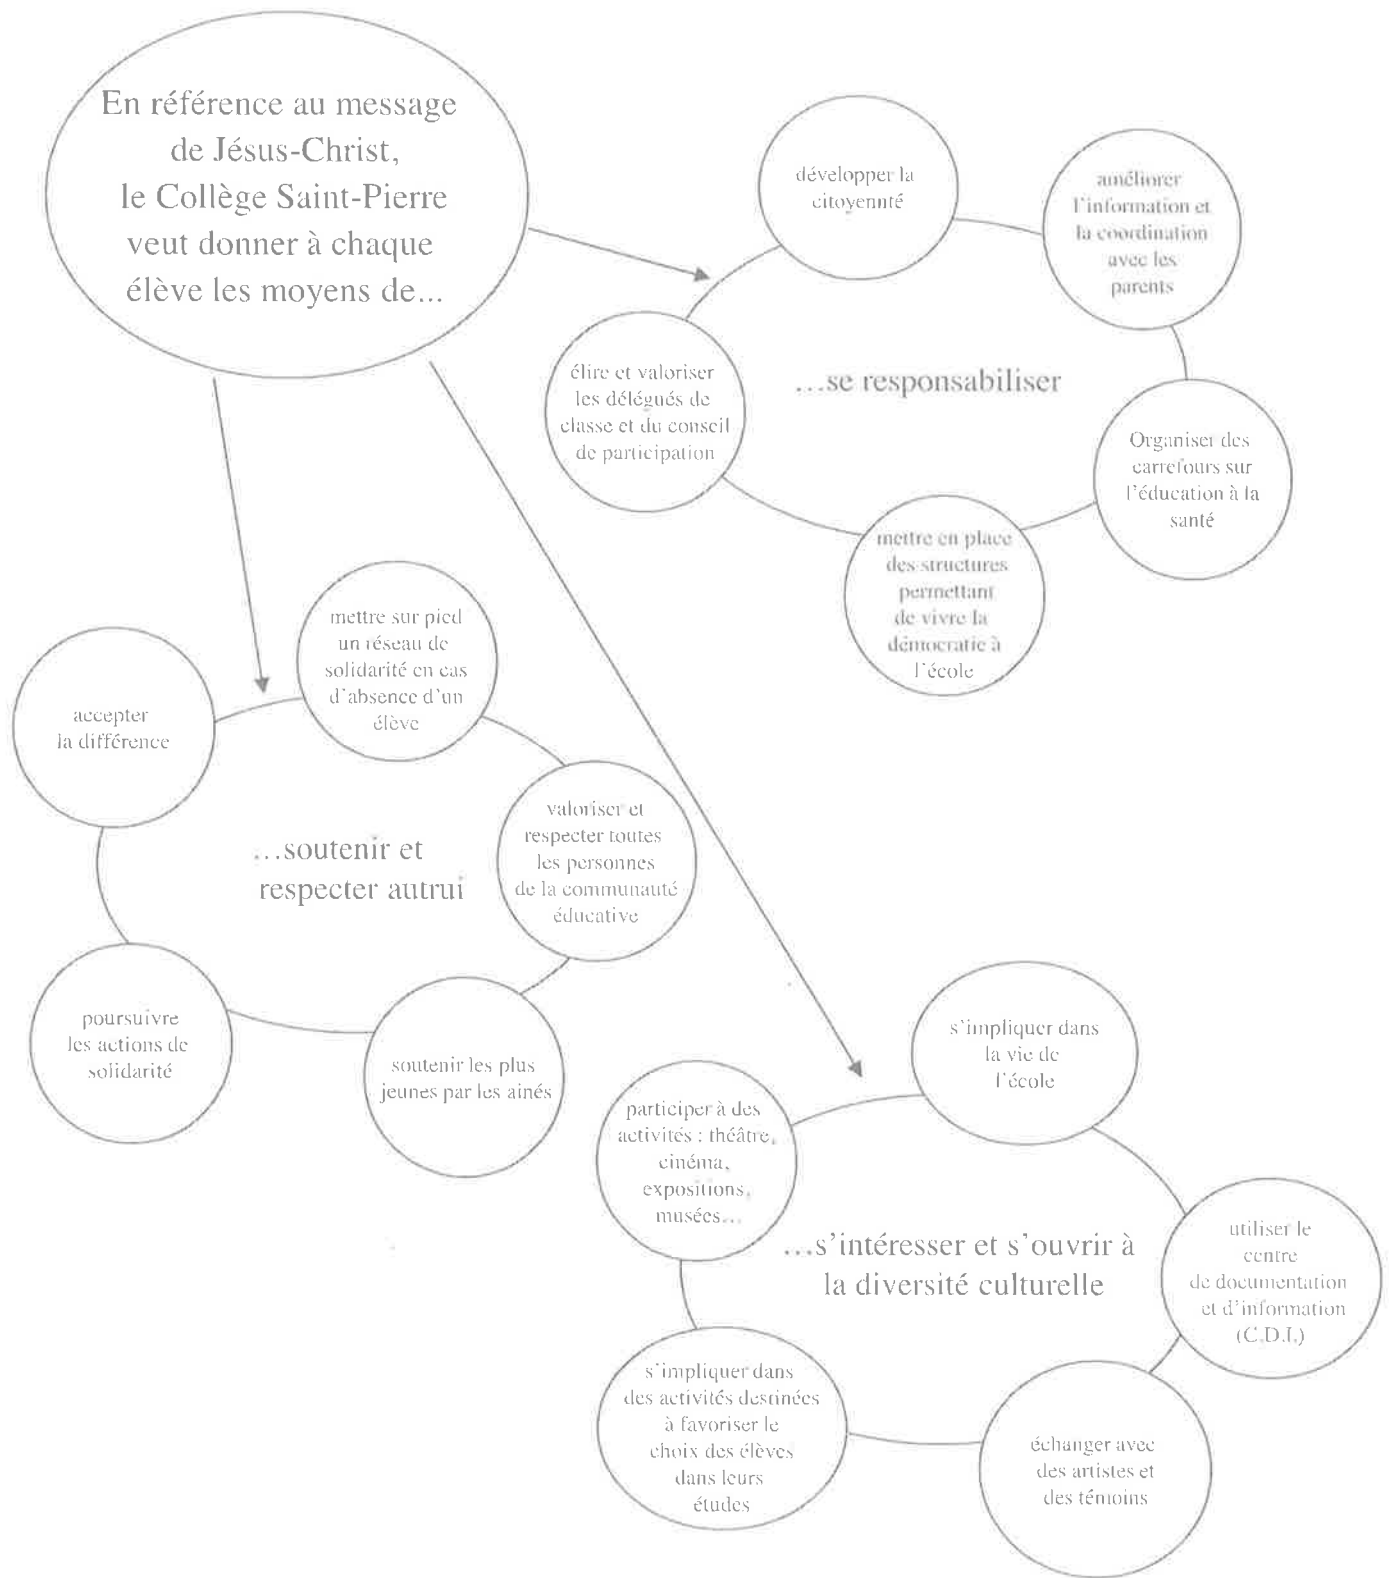 En référence au message
de Jésus-Christ,
le Collège Saint-Pierre
veut donner à chaque
élève les moyens de...
développer la
citoyenneté
améliorer
l'information et
la coordination
avec les
parents
élire et valoriser
les délégués de
classe et du conseil
de participation
...se responsabiliser
Organiser des
carrefours sur
l'éducation à la
santé
mettre en place
des structures
permettant
de vivre la
démocratie à
l'école
mettre sur pied
un réseau de
solidarité en cas
d'absence d'un
élève
accepter
la différence
valoriser et
respecter toutes
les personnes
de la communauté
éducative
...soutenir et
respecter autrui
poursuivre
les actions de
solidarité
soutenir les plus
jeunes par les ainés
s'impliquer dans
la vie de
l'école
participer à des
activités : théâtre,
cinéma,
expositions,
musées...
...s'intéresser et s'ouvrir à
la diversité culturelle
utiliser le
centre
de documentation
et d'information
(C.D.I.)
s'impliquer dans
des activités destinées
à favoriser le
choix des élèves
dans leurs
études
échanger avec
des artistes et
des témoins